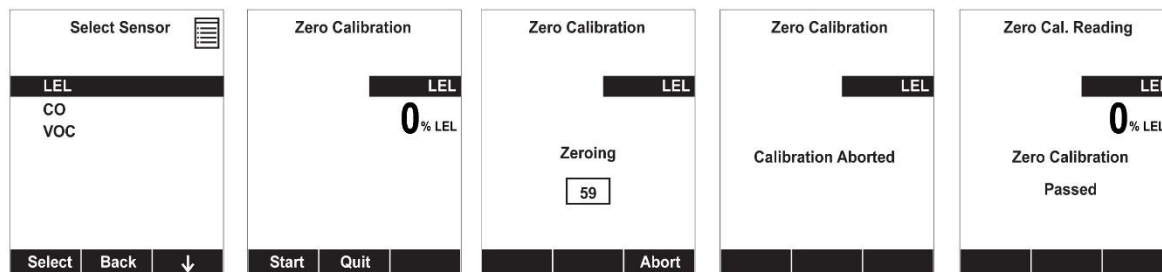 Select Sensor
LEL
CO
VOC
Select Back ↓
Zero Calibration
LEL
0 % LEL
Start Quit
Zero Calibration
LEL
Zeroing
59
Abort
Zero Calibration
LEL
Calibration Aborted
Zero Cal. Reading
LEL
0 % LEL
Zero Calibration
Passed